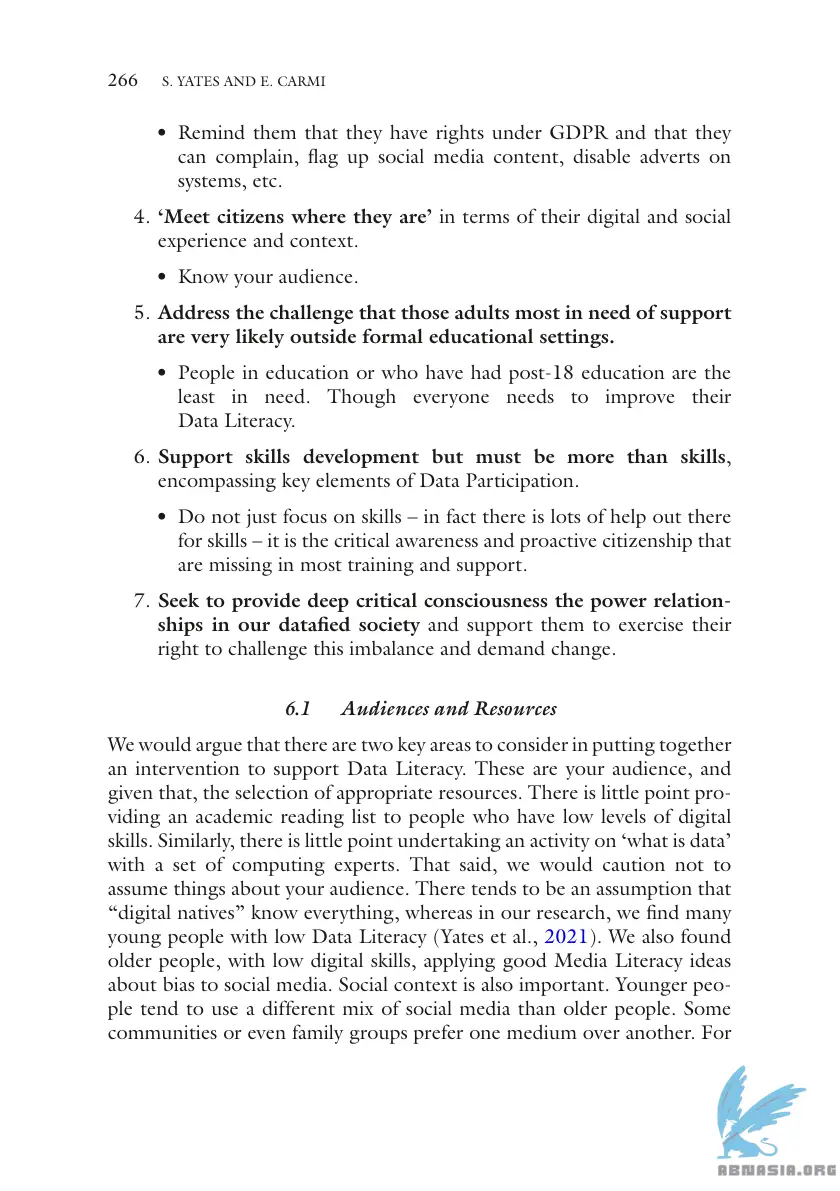 266 S. YATES AND E. CARMI
• Remind them that they have rights under GDPR and that they
can complain, flag up social media content, disable adverts on
systems, etc.
4. ‘Meet citizens where they are’ in terms of their digital and social
experience and context.
• Know your audience.
5. Address the challenge that those adults most in need of support
are very likely outside formal educational settings.
• People in education or who have had post-18 education are the
least in need. Though everyone needs to improve their
Data Literacy.
6. Support skills development but must be more than skills,
encompassing key elements of Data Participation.
• Do not just focus on skills – in fact there is lots of help out there
for skills – it is the critical awareness and proactive citizenship that
are missing in most training and support.
7. Seek to provide deep critical consciousness the power relation-
ships in our datafied society and support them to exercise their
right to challenge this imbalance and demand change.
6.1 Audiences and Resources
We would argue that there are two key areas to consider in putting together
an intervention to support Data Literacy. These are your audience, and
given that, the selection of appropriate resources. There is little point pro-
viding an academic reading list to people who have low levels of digital
skills. Similarly, there is little point undertaking an activity on ‘what is data’
with a set of computing experts. That said, we would caution not to
assume things about your audience. There tends to be an assumption that
“digital natives” know everything, whereas in our research, we find many
young people with low Data Literacy (Yates et al., 2021). We also found
older people, with low digital skills, applying good Media Literacy ideas
about bias to social media. Social context is also important. Younger peo-
ple tend to use a different mix of social media than older people. Some
communities or even family groups prefer one medium over another. For
ABNASIA.ORG